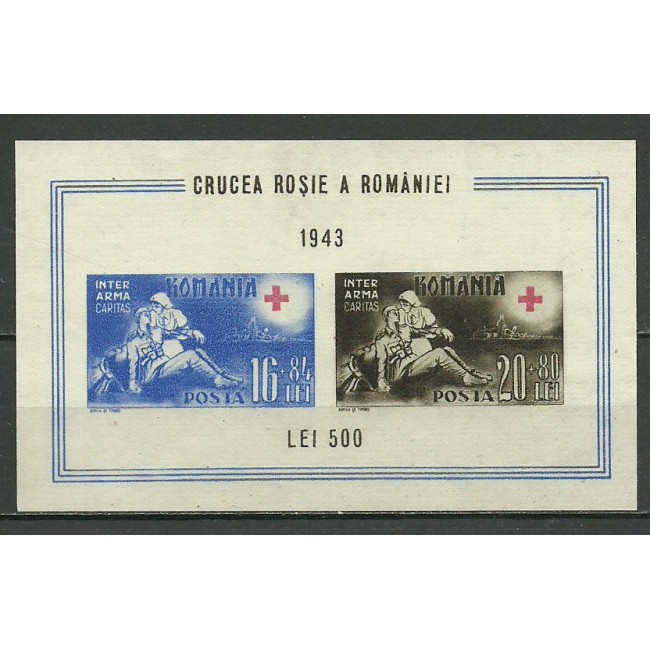 CRUCEA ROȘIE A ROMÂNIEI
1943
INTER
ARMA
CARITAS
ROMANIA
16+84
LEI
POSTA
INTER
ARMA
CARITAS
ROMANIA
20+80
LEI
POSTA
LEI 500